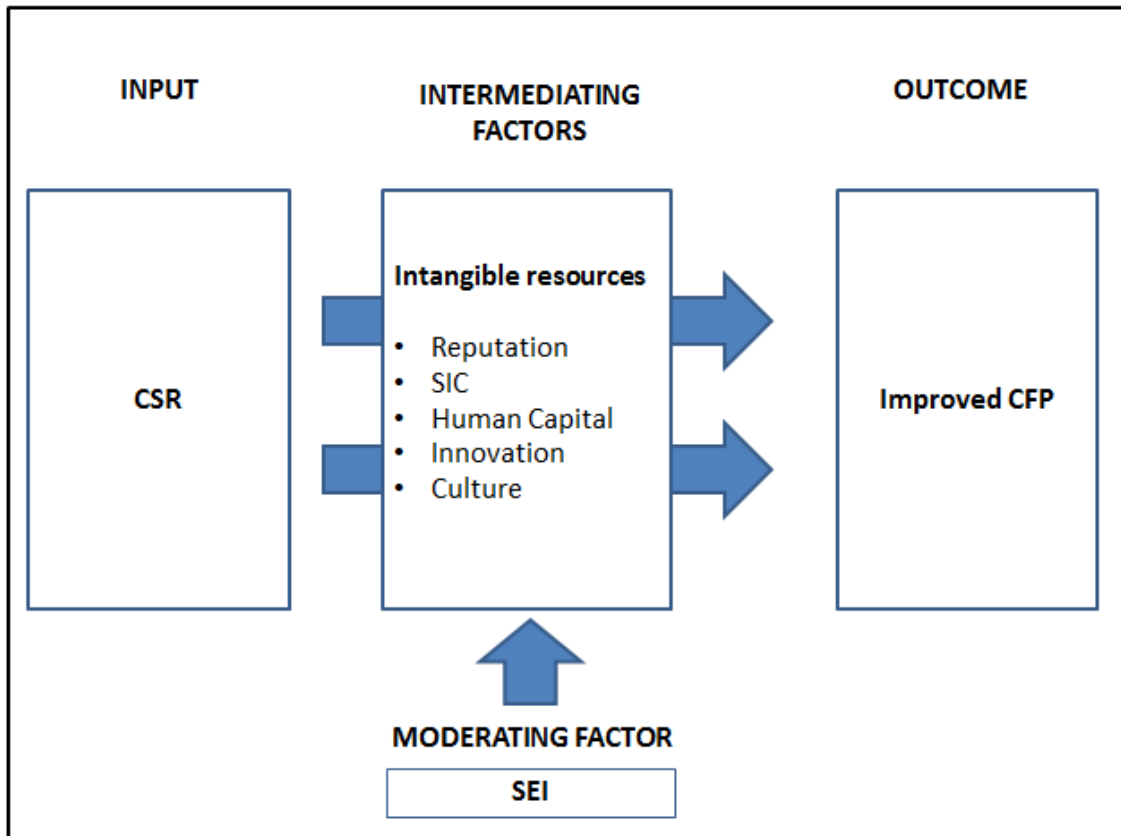 INPUT
INTERMEDIATING
FACTORS
OUTCOME
CSR
Intangible resources
• Reputation
• SIC
• Human Capital
• Innovation
• Culture
Improved CFP
MODERATING FACTOR
SEI